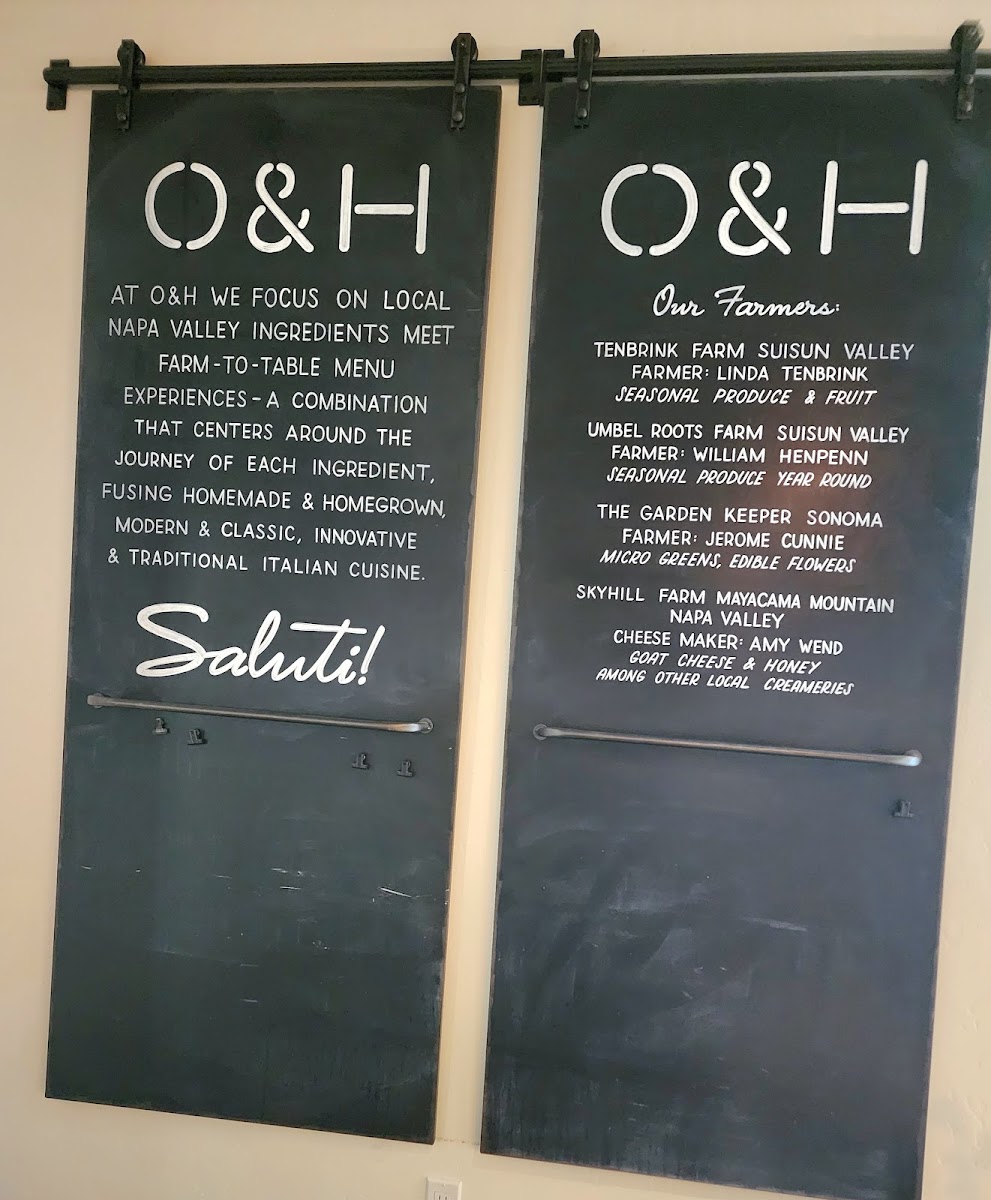 O&H
AT O&H WE FOCUS ON LOCAL
NAPA VALLEY INGREDIENTS MEET
FARM-TO-TABLE MENU
EXPERIENCES-A COMBINATION
THAT CENTERS AROUND THE
JOURNEY OF EACH INGREDIENT,
FUSING HOMEMADE & HOMEGROWN,
MODERN & CLASSIC, INNOVATIVE
& TRADITIONAL ITALIAN CUISINE.
Saluti!
O&H
Our Farmers:
TENBRINK FARM SUISUN VALLEY
FARMER: LINDA TENBRINK
SEASONAL PRODUCE & FRUIT
UMBEL ROOTS FARM SUISUN VALLEY
FARMER: WILLIAM HENPENN
SEASONAL PRODUCE YEAR ROUND
THE GARDEN KEEPER SONOMA
FARMER: JEROME CUNNIE
MICRO GREENS, EDIBLE FLOWERS
SKYHILL FARM MAYACAMA MOUNTAIN
NAPA VALLEY
CHEESE MAKER: AMY WEND
GOAT CHEESE & HONEY
AMONG OTHER LOCAL CREAMERIES